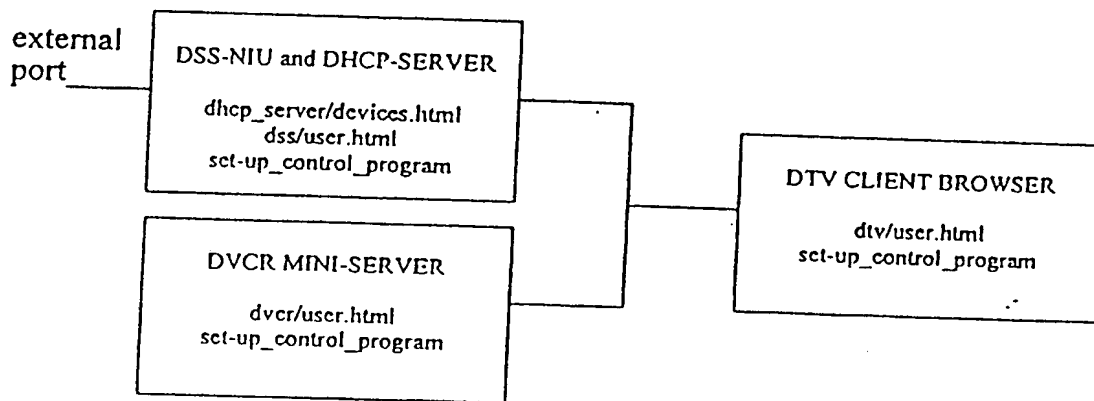 external
port
DSS-NIU and DHCP-SERVER
dhcp_server/devices.html
dss/user.html
set-up_control_program
DVCR MINI-SERVER
dvcr/user.html
set-up_control_program
DTV CLIENT BROWSER
dtv/user.html
set-up_control_program